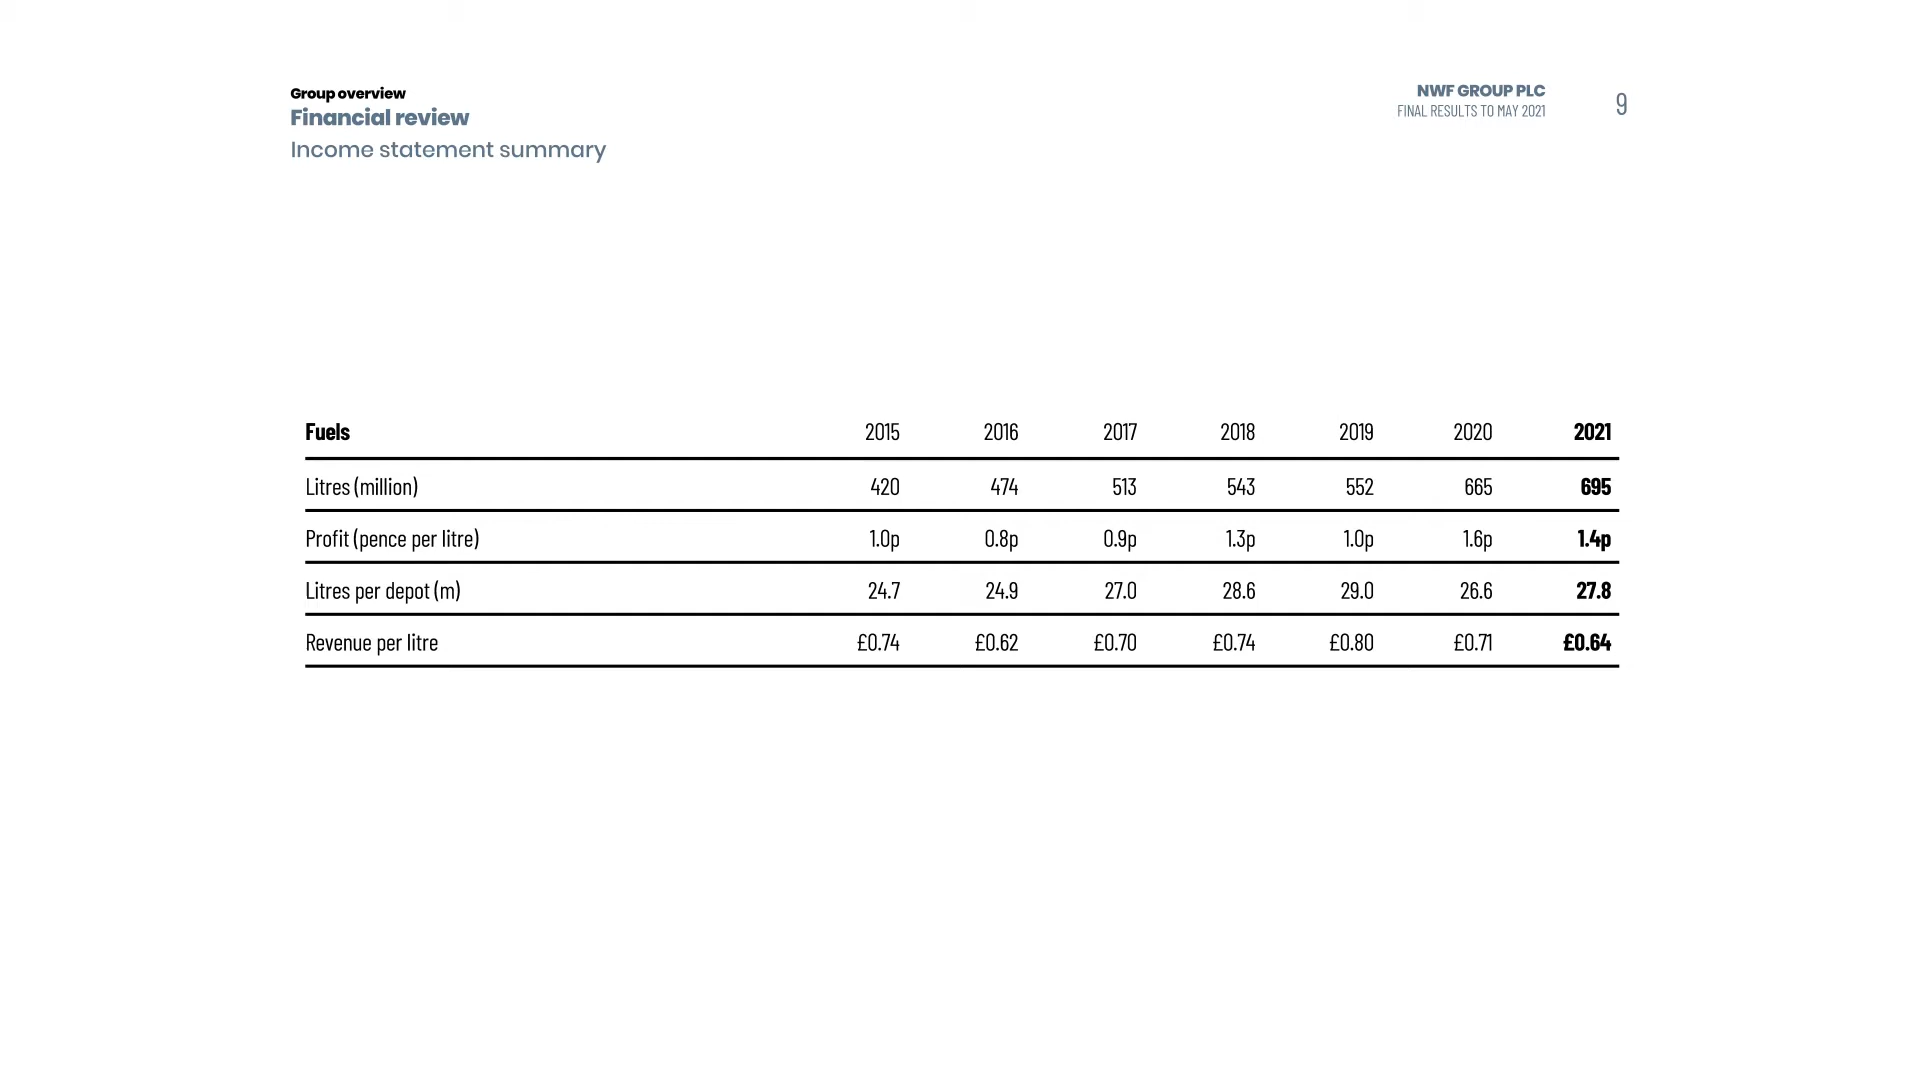 Group overview
Financial review
Income statement summary
NWF GROUP PLC
FINAL RESULTS TO MAY 2021
9
Fuels 2015 2016 2017 2018 2019 2020 2021
Litres (million) 420 474 513 543 552 665 695
Profit (pence per litre) 1.0p 0.8p 0.9p 1.3p 1.0p 1.6p 1.4p
Litres per depot (m) 24.7 24.9 27.0 28.6 29.0 26.6 27.8
Revenue per litre £0.74 £0.62 £0.70 £0.74 £0.80 £0.71 £0.64